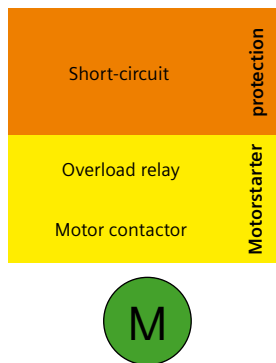 Short-circuit
protection
Overload relay
Motor contactor
Motorstarter
M